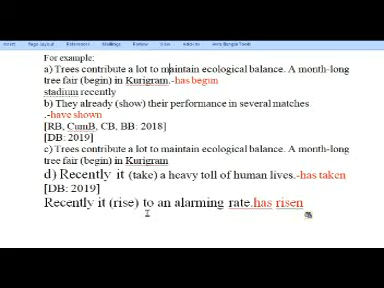 Insert Page Layout References Mailings Review View Add-Ins Avro Bangla Tools
For example:
a) Trees contribute a lot to maintain ecological balance. A month-long
tree fair (begin) in Kurigram.-has begun
stadium recently
b) They already (show) their performance in several matches
.-have shown
[RB, CumB, CB, BB: 2018]
[DB: 2019]
c) Trees contribute a lot to maintain ecological balance. A month-long
tree fair (begin) in Kurigram
d) Recently it (take) a heavy toll of human lives.-has taken
[DB: 2019]
Recently it (rise) to an alarming rate.has risen